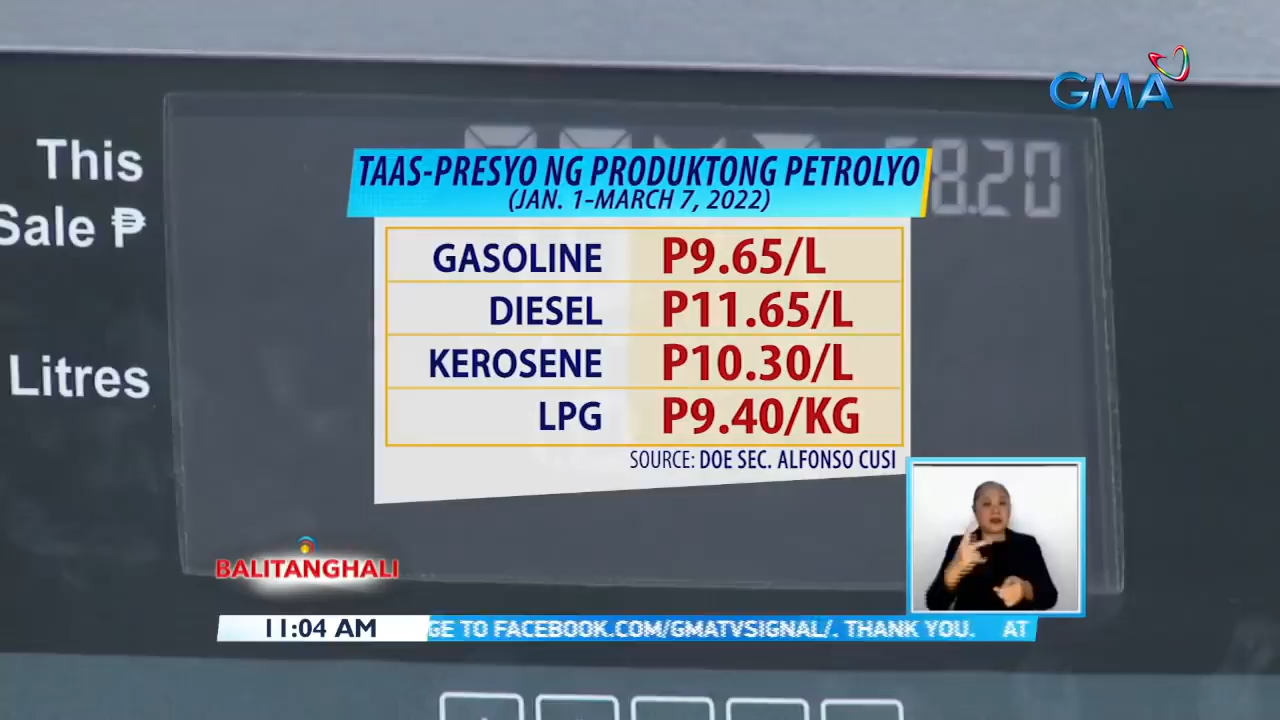 GMA
This
Sale ₱
8.20
Litres
TAAS-PRESYO NG PRODUKTONG PETROLYO
(JAN. 1-MARCH 7, 2022)
GASOLINE P9.65/L
DIESEL P11.65/L
KEROSENE P10.30/L
LPG P9.40/KG
SOURCE: DOE SEC. ALFONSO CUSI
BALITANGHALI
11:04 AM
GE TO FACEBOOK.COM/GMATVSIGNAL/. THANK YOU. AT